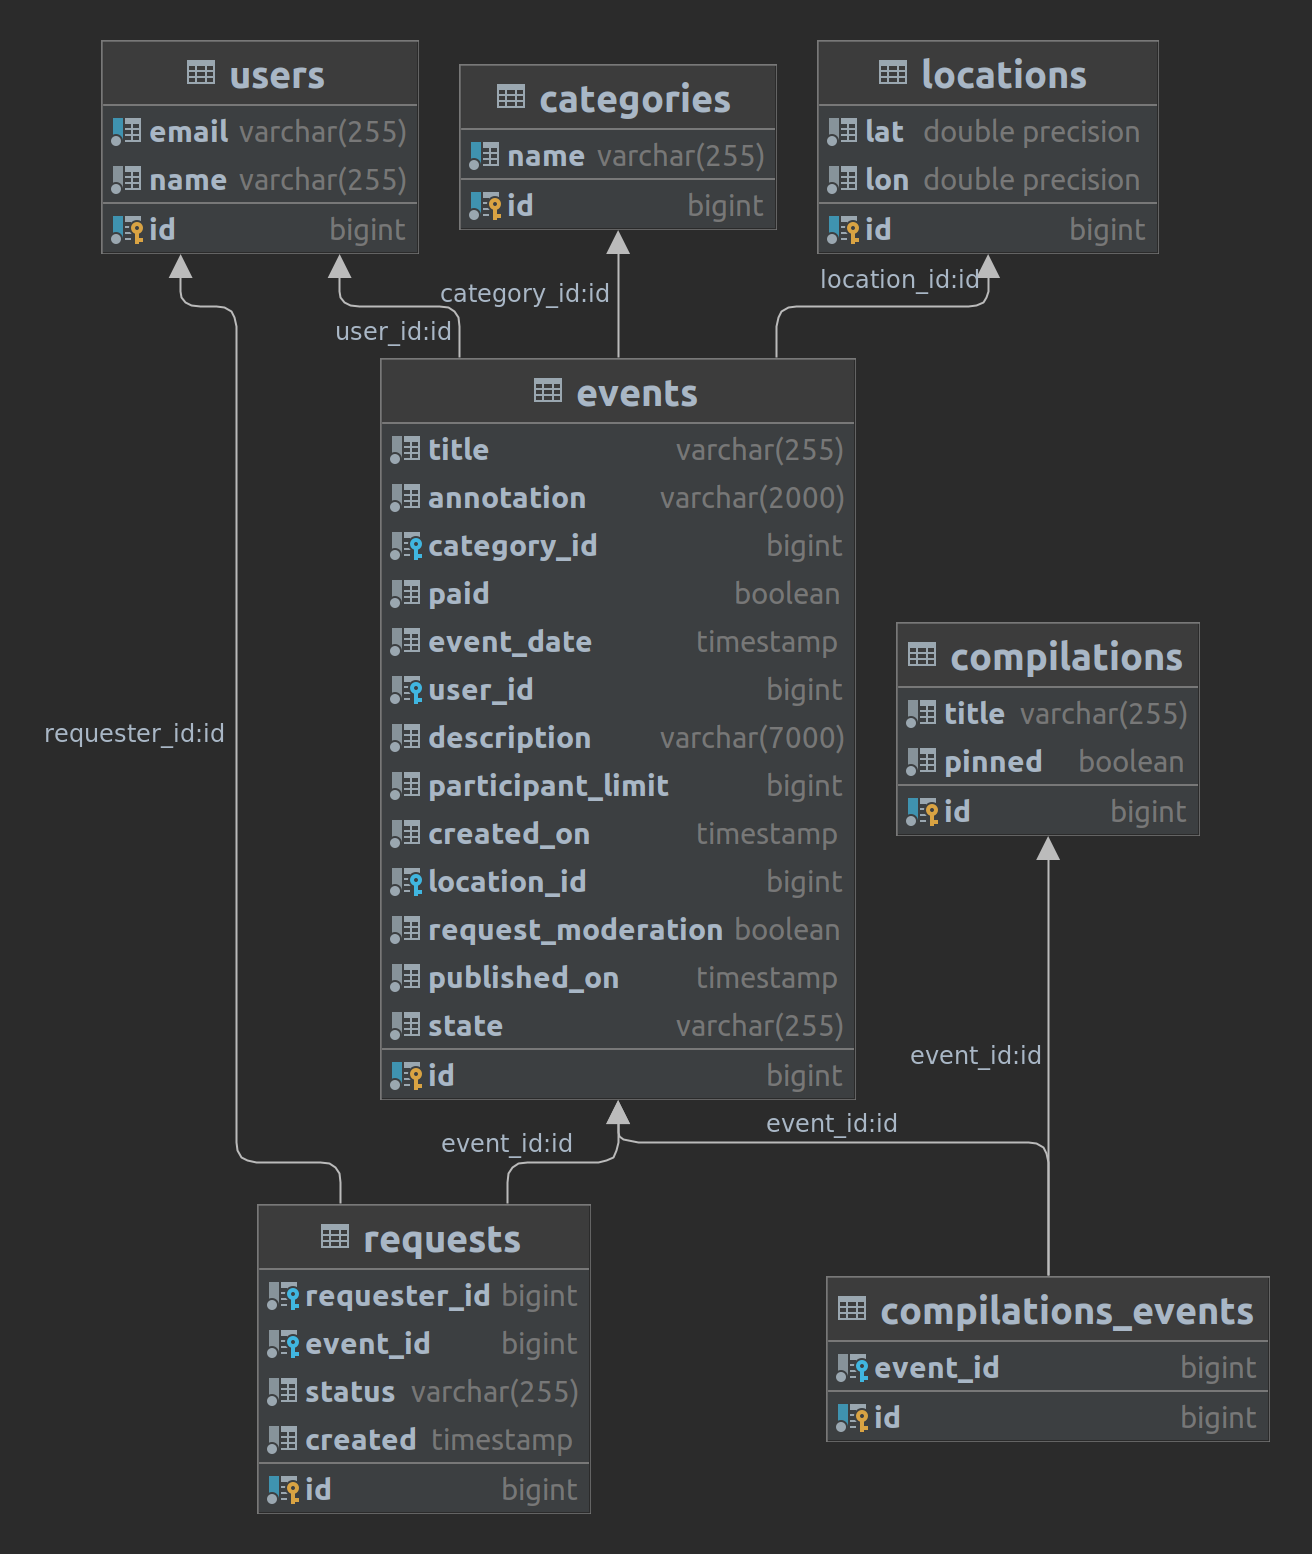 users
email varchar(255)
name varchar(255)
id bigint
categories
name varchar(255)
id bigint
locations
lat double precision
lon double precision
id bigint
category_id:id
location_id:id
user_id:id
events
title varchar(255)
annotation varchar(2000)
category_id bigint
paid boolean
event_date timestamp
user_id bigint
description varchar(7000)
participant_limit bigint
created_on timestamp
location_id bigint
request_moderation boolean
published_on timestamp
state varchar(255)
id bigint
compilations
title varchar(255)
pinned boolean
id bigint
requester_id:id
event_id:id
event_id:id
event_id:id
requests
requester_id bigint
event_id bigint
status varchar(255)
created timestamp
id bigint
compilations_events
event_id bigint
id bigint